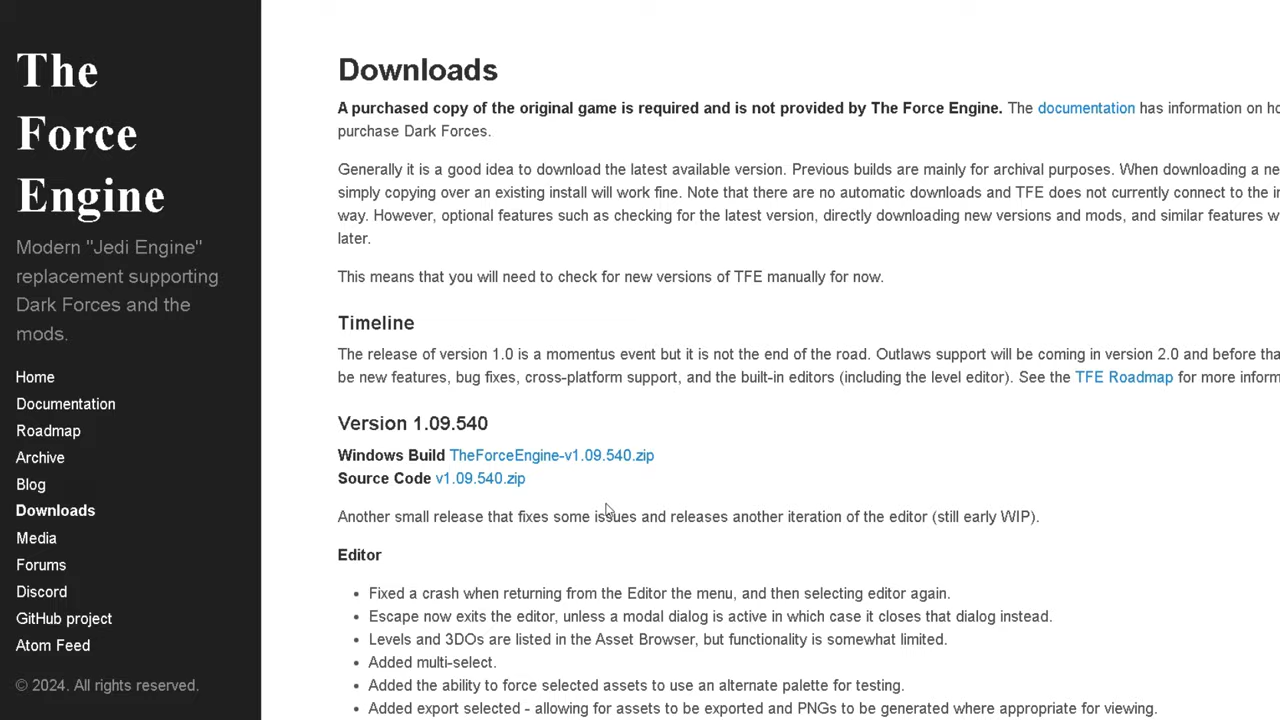 The
Force
Engine
Modern "Jedi Engine"
replacement supporting
Dark Forces and the
mods.
Home
Documentation
Roadmap
Archive
Blog
Downloads
Media
Forums
Discord
GitHub project
Atom Feed
© 2024. All rights reserved.
Downloads
A purchased copy of the original game is required and is not provided by The Force Engine. The documentation has information on
purchase Dark Forces.
Generally it is a good idea to download the latest available version. Previous builds are mainly for archival purposes. When downloading a
simply copying over an existing install will work fine. Note that there are no automatic downloads and TFE does not currently connect to the
way. However, optional features such as checking for the latest version, directly downloading new versions and mods, and similar features
later.
This means that you will need to check for new versions of TFE manually for now.
Timeline
The release of version 1.0 is a momentus event but it is not the end of the road. Outlaws support will be coming in version 2.0 and before
be new features, bug fixes, cross-platform support, and the built-in editors (including the level editor). See the TFE Roadmap for more
Version 1.09.540
Windows Build TheForceEngine-v1.09.540.zip
Source Code v1.09.540.zip
Another small release that fixes some issues and releases another iteration of the editor (still early WIP).
Editor
• Fixed a crash when returning from the Editor the menu, and then selecting editor again.
• Escape now exits the editor, unless a modal dialog is active in which case it closes that dialog instead.
• Levels and 3DOs are listed in the Asset Browser, but functionality is somewhat limited.
• Added multi-select.
• Added the ability to force selected assets to use an alternate palette for testing.
• Added export selected - allowing for assets to be exported and PNGs to be generated where appropriate for viewing.